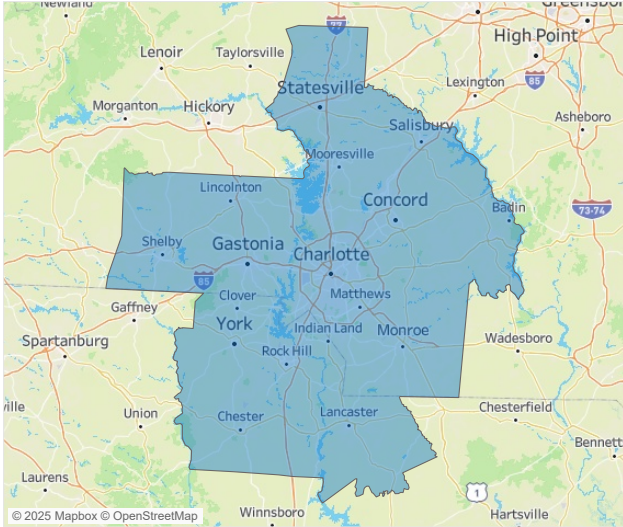 Newland
Greensboro
77
High Point
Lenoir
Taylorsville
85
Lexington
Statesville
Morganton
Hickory
Asheboro
Salisbury
Mooresville
Lincolnton
Concord
Badin
73-74
Shelby
Gastonia
Charlotte
85
Clover
Matthews
Gaffney
York
Indian Land
Monroe
Spartanburg
Wadesboro
Rock Hill
ville
Union
Chester
Lancaster
Chesterfield
Bennett
Laurens
1
Winnsboro
Hartsville
© 2025 Mapbox © OpenStreetMap